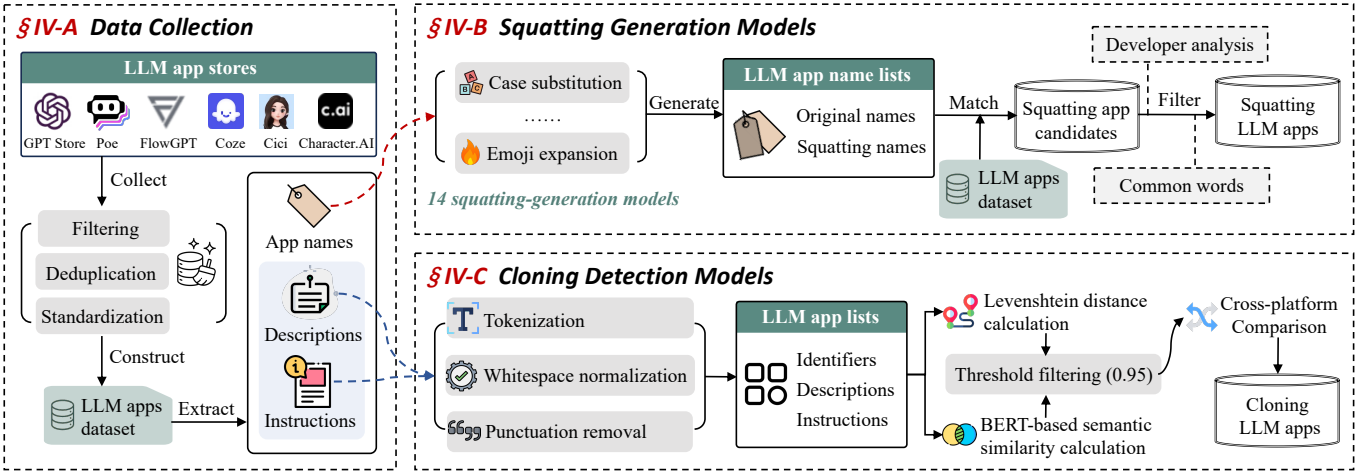 § IV-A Data Collection
LLM app stores
GPT Store
Poe
FlowGPT
Coze
Cici
c.ai
Character.AI
Collect
Filtering
Deduplication
Standardization
Construct
LLM apps
dataset
Extract
App names
Descriptions
Instructions
§ IV-B Squatting Generation Models
A
B
C
Case substitution
......
Emoji expansion
14 squatting-generation models
Generate
LLM app name lists
Original names
Squatting names
Match
LLM apps
dataset
Squatting app
candidates
Developer analysis
Filter
Common words
Squatting
LLM apps
§ IV-C Cloning Detection Models
T
Tokenization
Whitespace normalization
Punctuation removal
LLM app lists
Identifiers
Descriptions
Instructions
Levenshtein distance
calculation
Threshold filtering (0.95)
BERT-based semantic
similarity calculation
Cross-platform
Comparison
Cloning
LLM apps